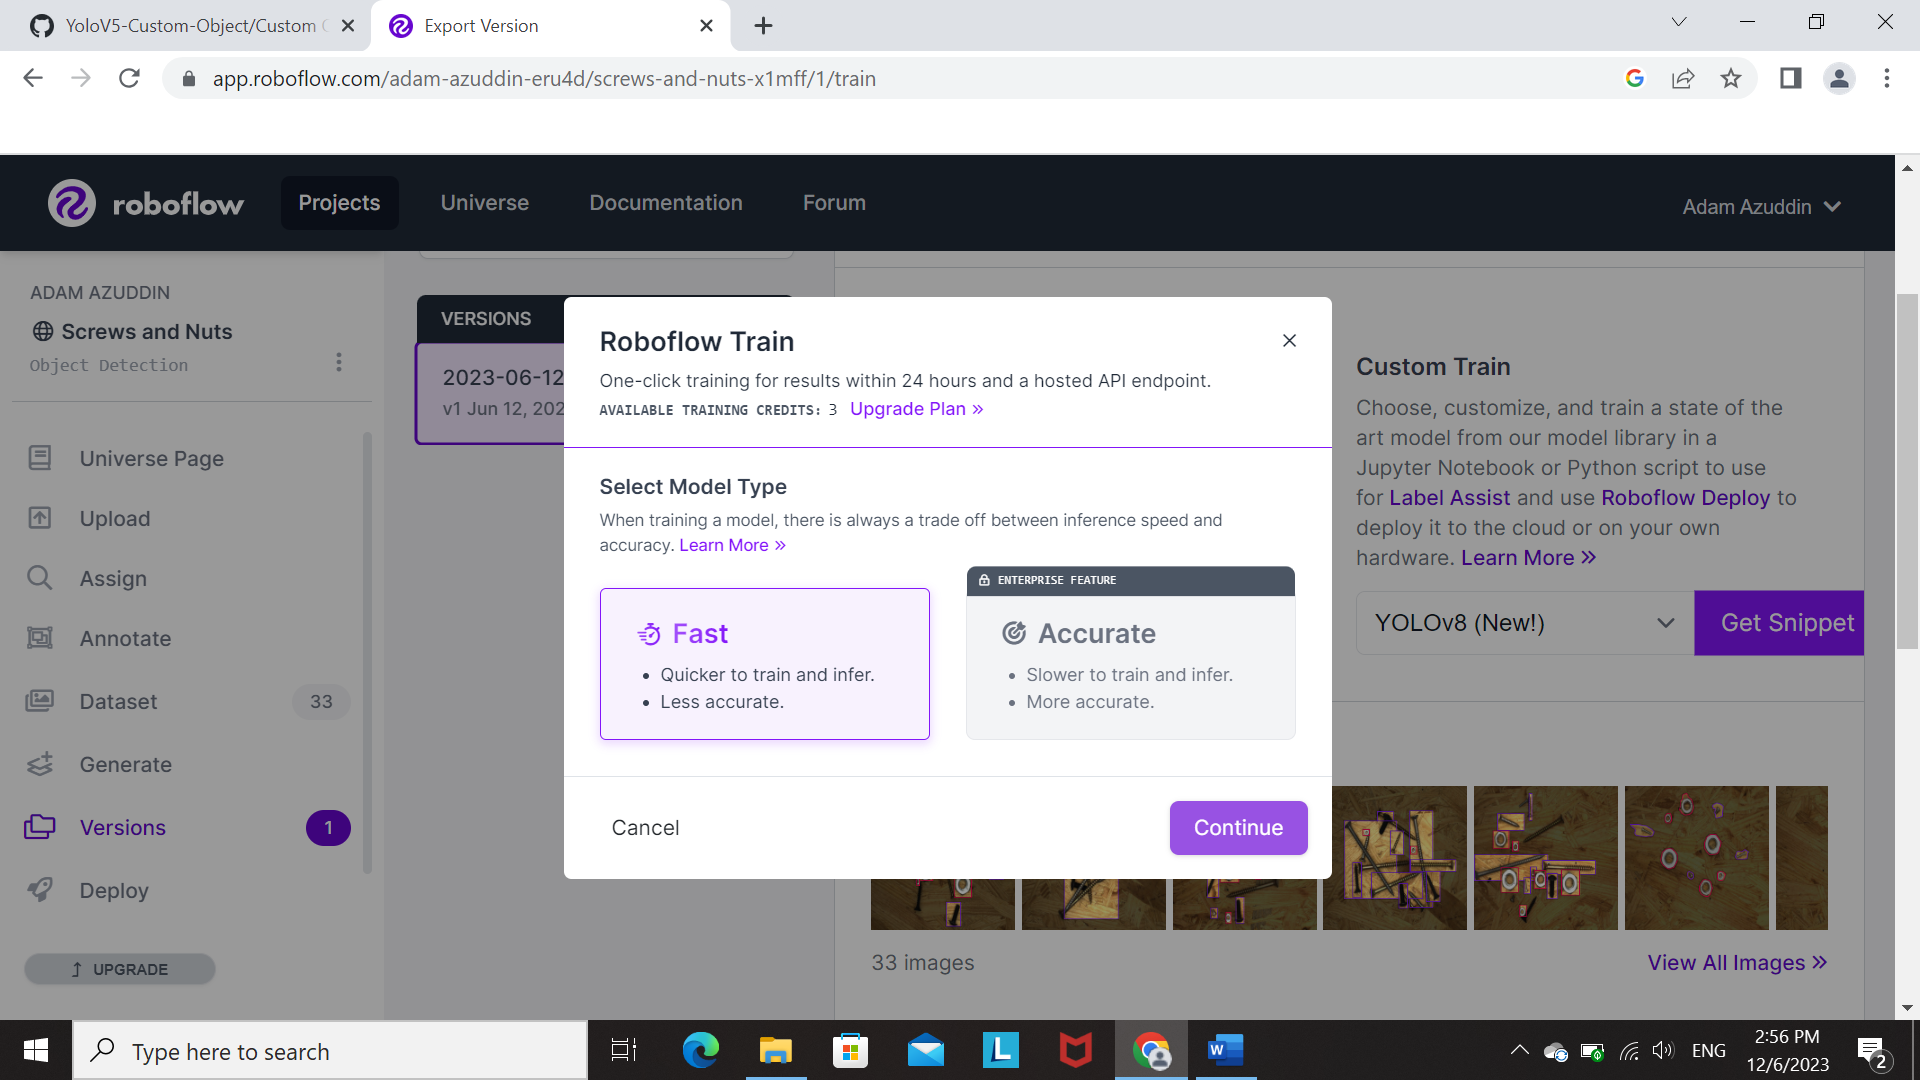 YoloV5-Custom-Object/Custom
Export Version
app.roboflow.com/adam-azuddin-eru4d/screws-and-nuts-x1mff/1/train
roboflow
Projects
Universe
Documentation
Forum
Adam Azuddin
ADAM AZUDDIN
Screws and Nuts
Object Detection
Universe Page
Upload
Assign
Annotate
Dataset
33
Generate
Versions
1
Deploy
UPGRADE
VERSIONS
2023-06-12
v1 Jun 12, 202
Roboflow Train
One-click training for results within 24 hours and a hosted API endpoint.
AVAILABLE TRAINING CREDITS: 3 Upgrade Plan »
Select Model Type
When training a model, there is always a trade off between inference speed and
accuracy. Learn More »
Fast
• Quicker to train and infer.
• Less accurate.
ENTERPRISE FEATURE
Accurate
• Slower to train and infer.
• More accurate.
Cancel
Continue
Custom Train
Choose, customize, and train a state of the
art model from our model library in a
Jupyter Notebook or Python script to use
for Label Assist and use Roboflow Deploy to
deploy it to the cloud or on your own
hardware. Learn More »
YOLOv8 (New!)
Get Snippet
33 images
View All Images »
Type here to search
ENG
2:56 PM
12/6/2023
2